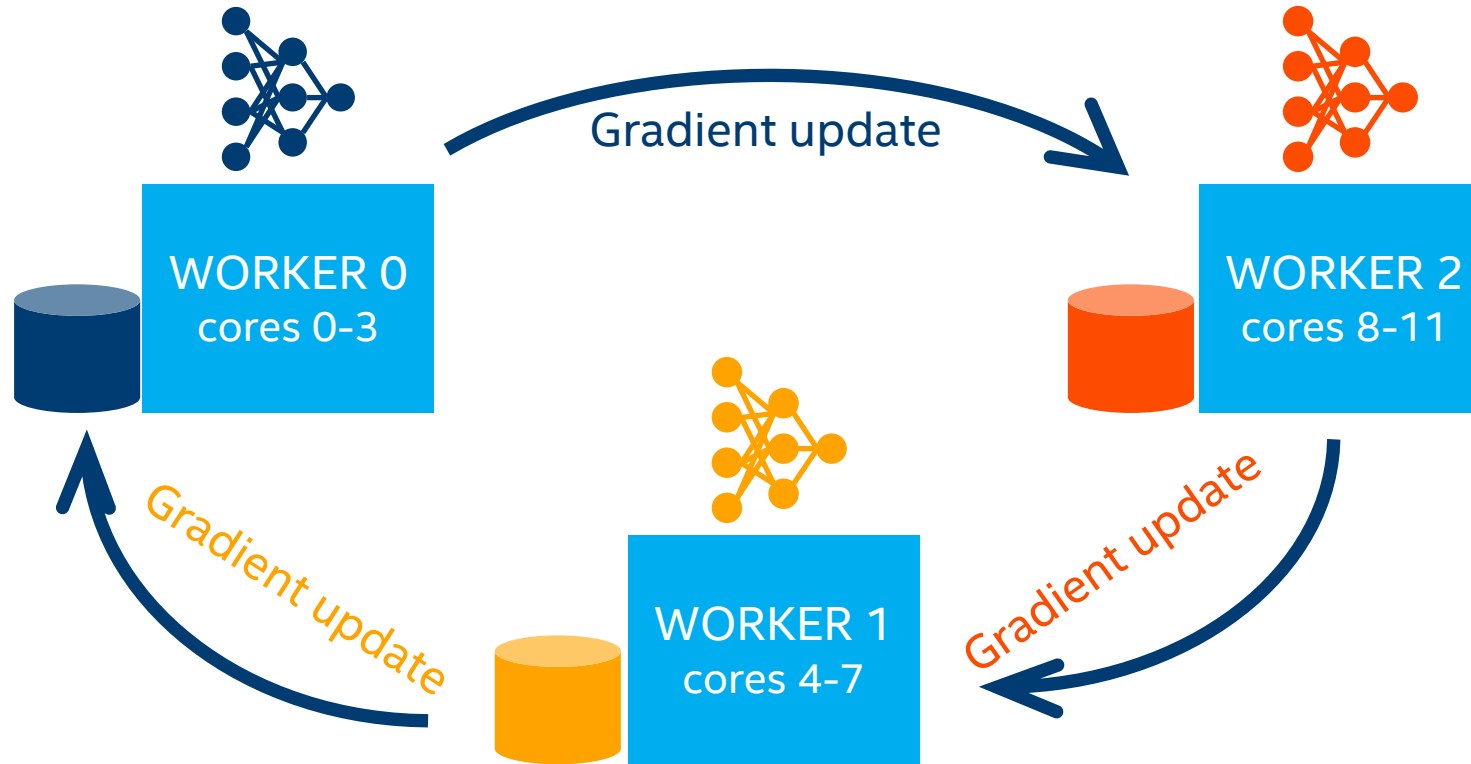 Gradient update
WORKER 0
cores 0-3
WORKER 2
cores 8-11
Gradient update
Gradient update
WORKER 1
cores 4-7